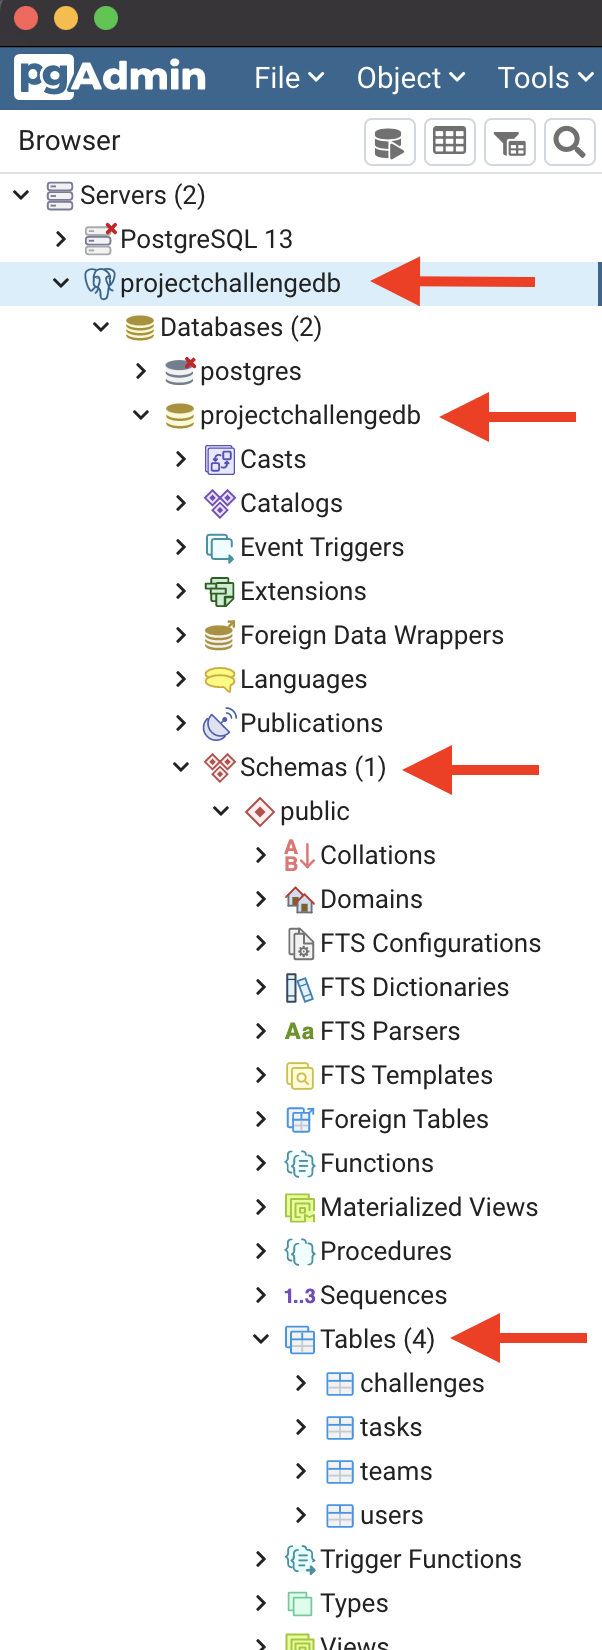 pgAdmin File Object Tools
Browser
Servers (2)
PostgreSQL 13
projectchallengedb
Databases (2)
postgres
projectchallengedb
Casts
Catalogs
Event Triggers
Extensions
Foreign Data Wrappers
Languages
Publications
Schemas (1)
public
Collations
Domains
FTS Configurations
FTS Dictionaries
Aa FTS Parsers
FTS Templates
Foreign Tables
Functions
Materialized Views
Procedures
1..3 Sequences
Tables (4)
challenges
tasks
teams
users
Trigger Functions
Types
Views